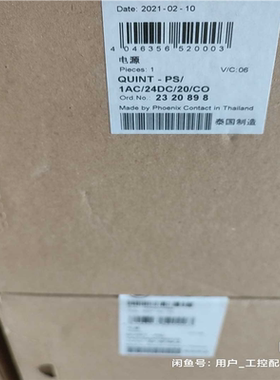 Date: 2021-02-10
4 046356 520003
电源
Pieces: 1
V/C: 06
QUINT - PS/
1AC/24DC/20/CO
Ord.No.: 23 20 89 8
Made by Phoenix Contact in Thailand
泰国制造
闲鱼号：用户_工控配